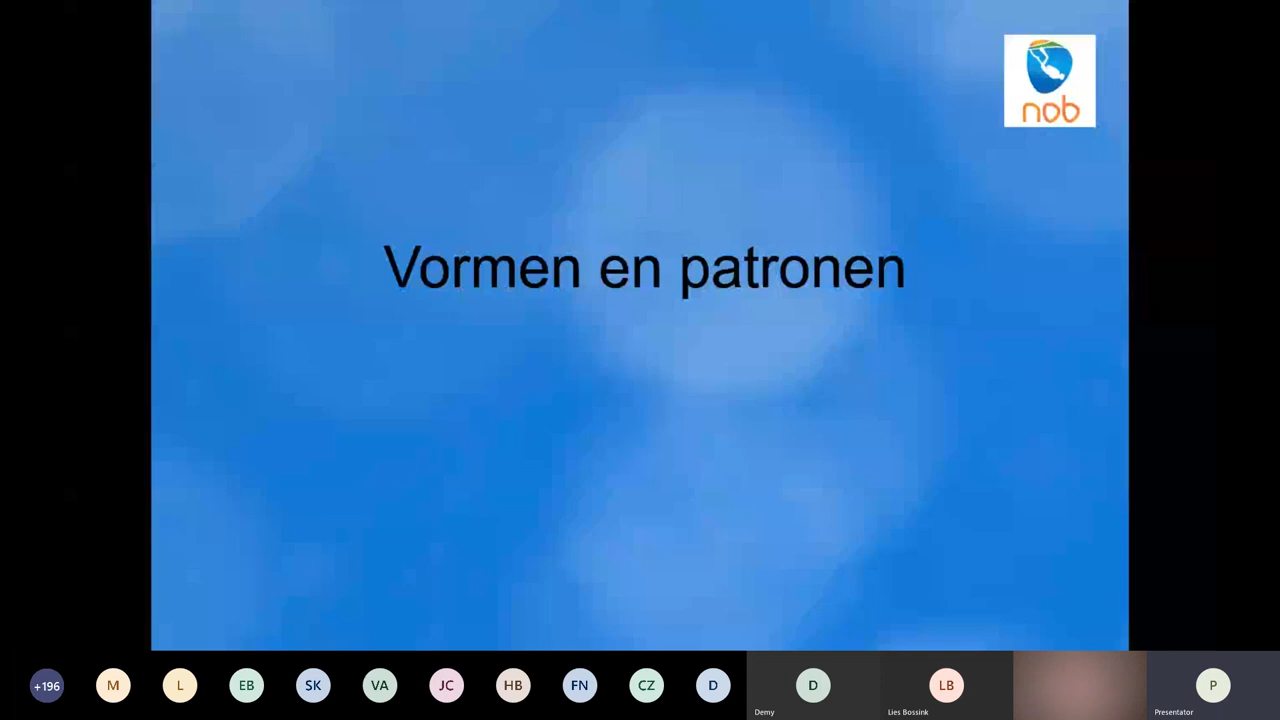 nob
Vormen en patronen
+196
M
L
EB
SK
VA
JC
HB
FN
CZ
D
D
Demy
LB
Lies Bossink
P
Presentator